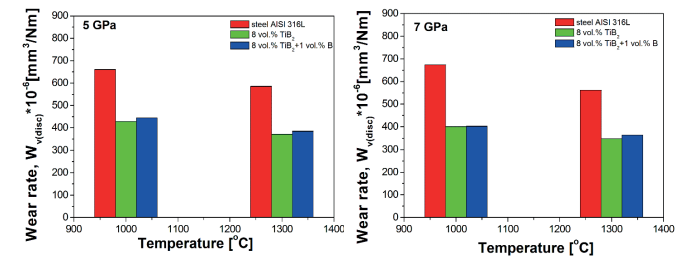 5 GPa
steel AISI 316L
8 vol.% TiB2
8 vol.% TiB2+1 vol.% B
Wear rate, Wv(disc) *10-6[mm3/Nm]
900
800
700
600
500
400
300
200
100
0
900 1000 1100 1200 1300 1400
Temperature [oC]
7 GPa
steel AISI 316L
8 vol.% TiB2
8 vol.% TiB2+1 vol.% B
Wear rate, Wv(disc) *10-6[mm3/Nm]
900
800
700
600
500
400
300
200
100
0
900 1000 1100 1200 1300 1400
Temperature [oC]